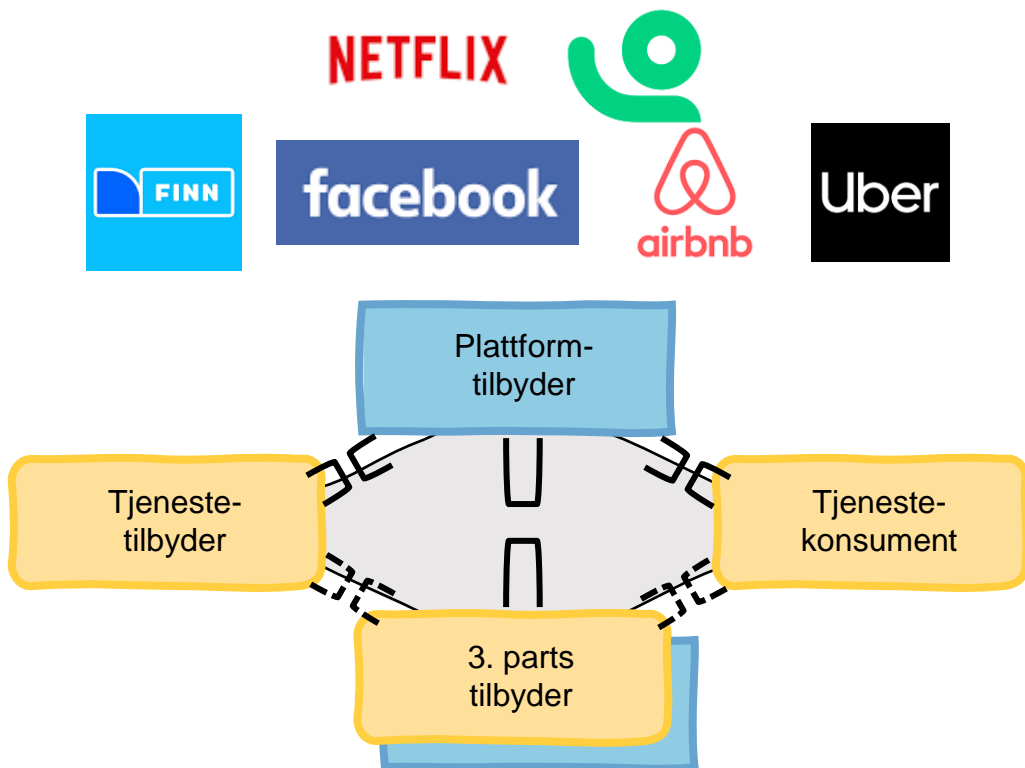 NETFLIX
FINN
facebook
airbnb
Uber
Plattform-
tilbyder
Tjeneste-
tilbyder
Tjeneste-
konsument
3. parts
tilbyder